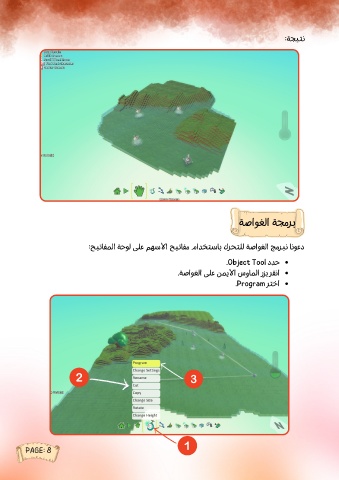 نتيجة:
برمجة الغواصة
دعونا نبرمج الغواصة للتحرك باستخدام مفاتيح الأسهم على لوحة المفاتيح:
• حدد Object Tool.
• انقر بزر الماوس الأيمن على الغواصة.
• اختر Program.
Program
Change Settings
Rename
Cut
Copy
Change Size
Rotate
Change Height
2
3
1
PAGE: 8